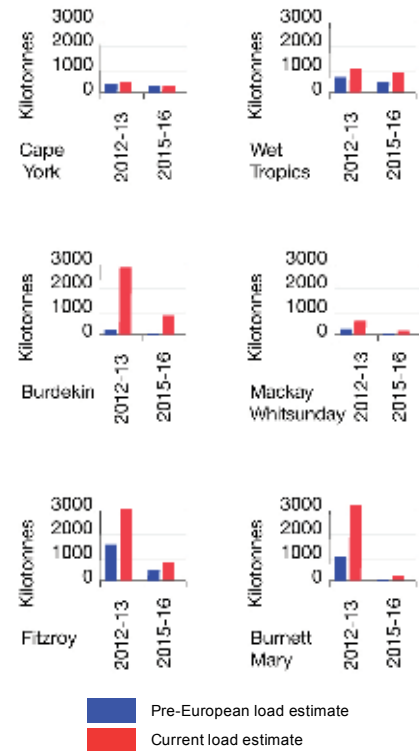 3000
1000
0
Kilotonnes
2012-13
2015-16
Cape
York
3000
1000
0
Kilotonnes
2012-13
2015-16
Wet
Tropics
3000
2000
1000
0
Kilotonnes
2012-13
2015-16
Burdekin
3000
2000
1000
0
Kilotonnes
2012-13
2015-16
Mackay
Whitsunday
3000
2000
1000
0
Kilotonnes
2012-13
2015-16
Fitzroy
3000
2000
1000
0
Kilotonnes
2012-13
2015-16
Burnett
Mary
Pre-European load estimate
Current load estimate